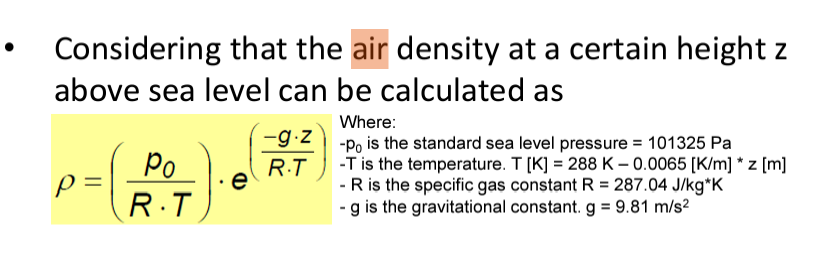 • Considering that the air density at a certain height z
above sea level can be calculated as
ρ = (p₀ / (R · T)) · e^((−g·z) / (R·T))
Where:
-p₀ is the standard sea level pressure = 101325 Pa
-T is the temperature. T [K] = 288 K – 0.0065 [K/m] * z [m]
- R is the specific gas constant R = 287.04 J/kg*K
- g is the gravitational constant. g = 9.81 m/s²